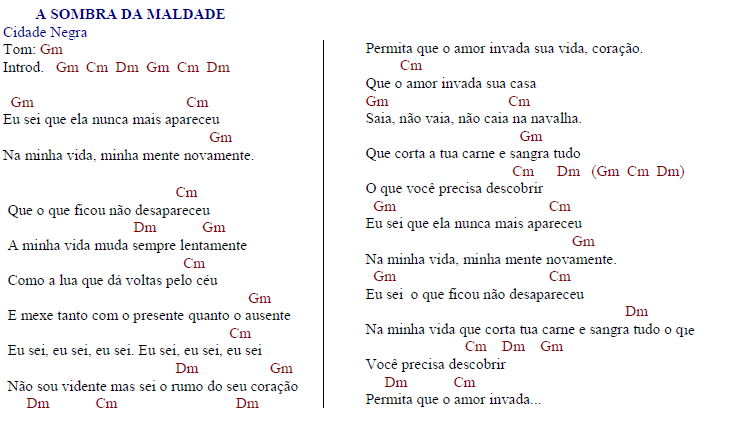 A SOMBRA DA MALDADE
Cidade Negra
Tom: Gm
Introd. Gm Cm Dm Gm Cm Dm
Gm Cm
Eu sei que ela nunca mais apareceu
Gm
Na minha vida, minha mente novamente.
Cm
Que o que ficou não desapareceu
Dm Gm
A minha vida muda sempre lentamente
Cm
Como a lua que dá voltas pelo céu
Gm
E mexe tanto com o presente quanto o ausente
Cm
Eu sei, eu sei, eu sei. Eu sei, eu sei, eu sei
Dm Gm
Não sou vidente mas sei o rumo do seu coração
Dm Cm Dm
Permita que o amor invada sua vida, coração.
Cm
Que o amor invada sua casa
Gm Cm
Saia, não vaia, não caia na navalha.
Gm
Que corta a tua carne e sangra tudo
Cm Dm (Gm Cm Dm)
O que você precisa descobrir
Gm Cm
Eu sei que ela nunca mais apareceu
Gm
Na minha vida, minha mente novamente.
Gm Cm
Eu sei o que ficou não desapareceu
Dm
Na minha vida que corta tua carne e sangra tudo o que
Cm Dm Gm
Você precisa descobrir
Dm Cm
Permita que o amor invada...